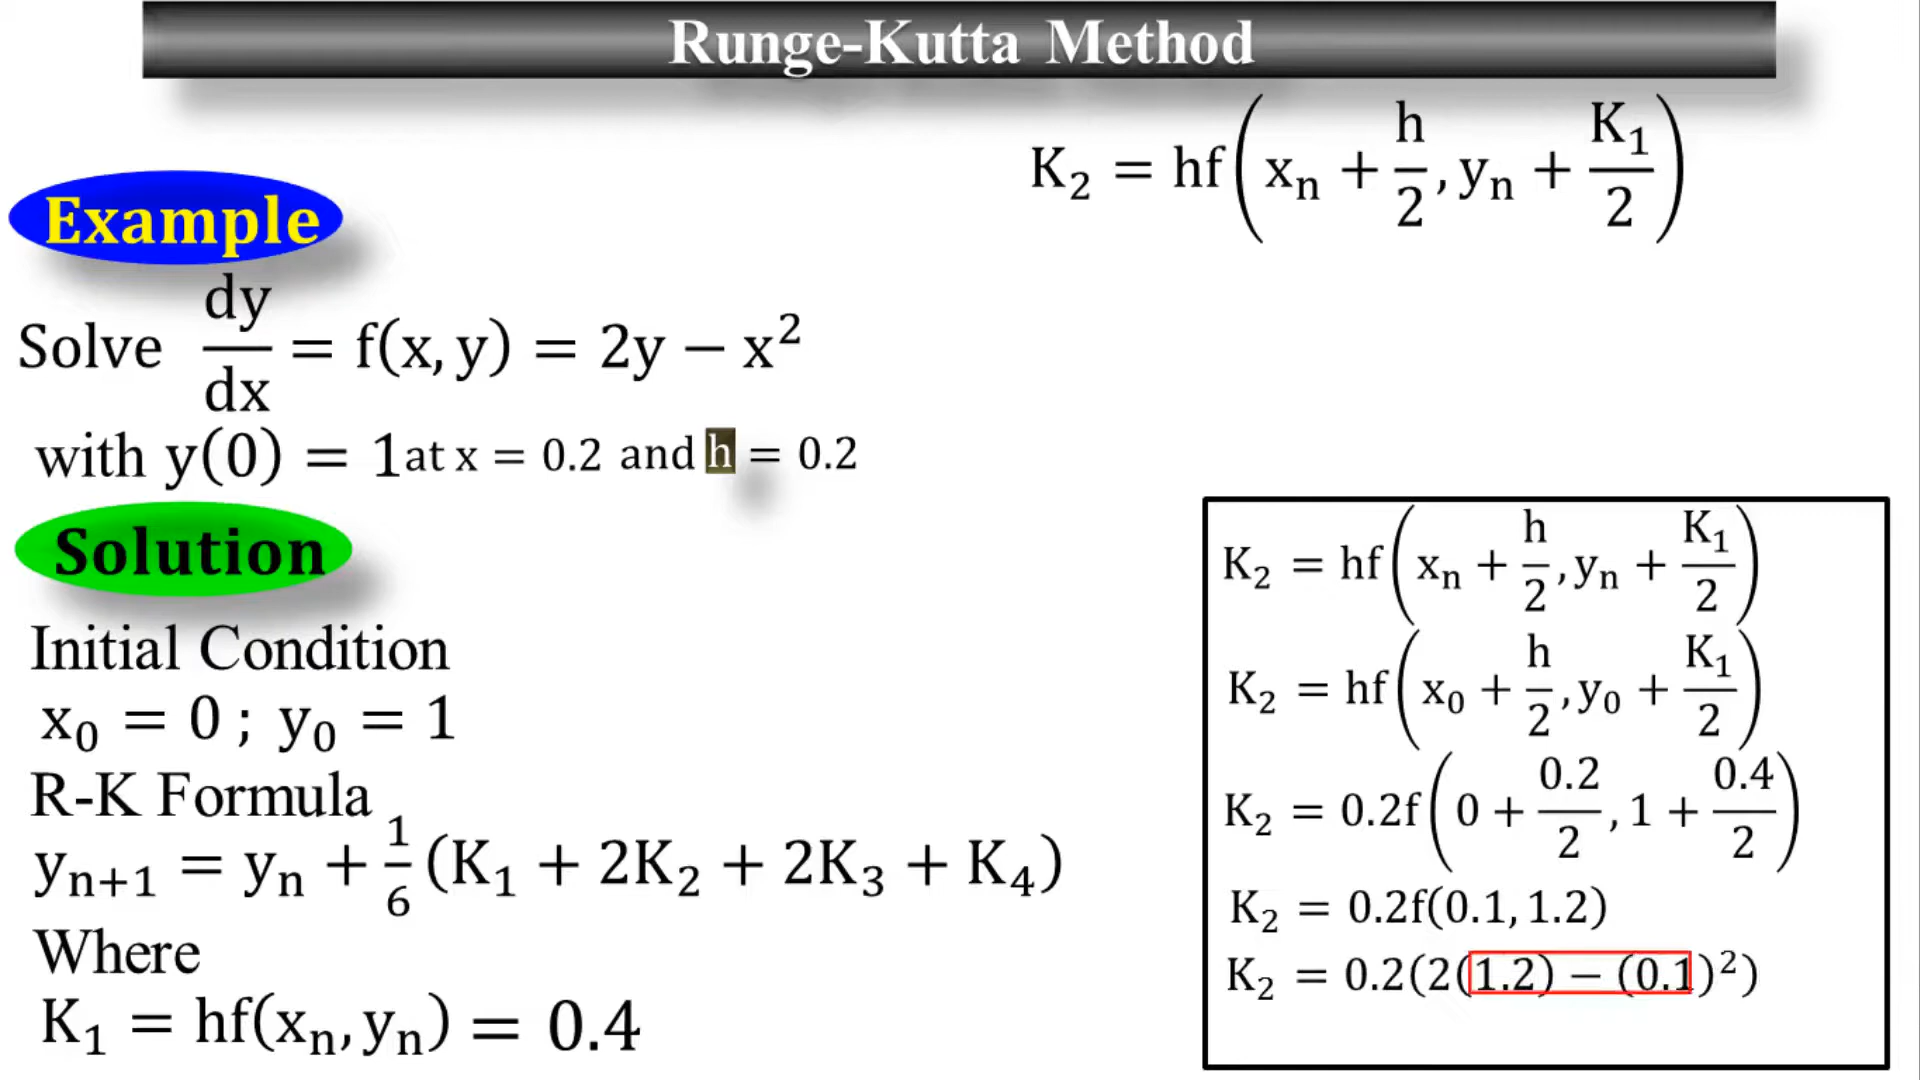 Runge-Kutta Method
K₂ = hf(xₙ + h/2, yₙ + K₁/2)
Example
Solve dy/dx = f(x, y) = 2y − x²
with y(0) = 1 at x = 0.2 and h = 0.2
Solution
Initial Condition
x₀ = 0 ; y₀ = 1
R-K Formula
yₙ₊₁ = yₙ + 1/6 (K₁ + 2K₂ + 2K₃ + K₄)
Where
K₁ = hf(xₙ, yₙ) = 0.4
K₂ = hf(xₙ + h/2, yₙ + K₁/2)
K₂ = hf(x₀ + h/2, y₀ + K₁/2)
K₂ = 0.2f(0 + 0.2/2, 1 + 0.4/2)
K₂ = 0.2f(0.1, 1.2)
K₂ = 0.2(2(1.2) − (0.1)²)